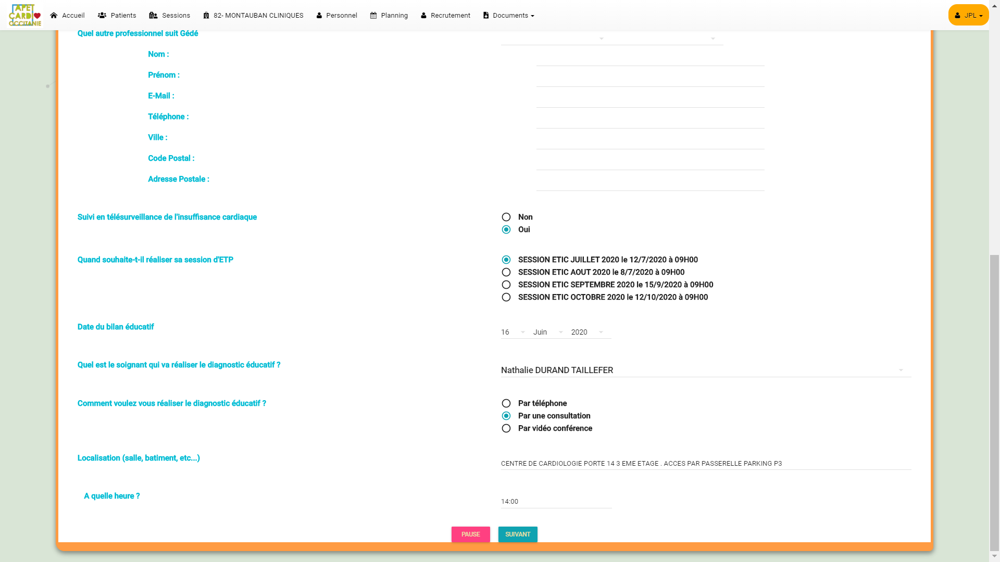 APET
CARDI
OCCITANIE
Accueil
Patients
Sessions
82- MONTAUBAN CLINIQUES
Personnel
Planning
Recrutement
Documents
JPL
Quel autre professionnel suit Gédé
Nom :
Prénom :
E-Mail :
Téléphone :
Ville :
Code Postal :
Adresse Postale :
Suivi en télésurveillance de l'insuffisance cardiaque
Non
Oui
Quand souhaite-t-il réaliser sa session d'ETP
SESSION ETIC JUILLET 2020 le 12/7/2020 à 09H00
SESSION ETIC AOUT 2020 le 8/7/2020 à 09H00
SESSION ETIC SEPTEMBRE 2020 le 15/9/2020 à 09H00
SESSION ETIC OCTOBRE 2020 le 12/10/2020 à 09H00
Date du bilan éducatif
16 Juin 2020
Quel est le soignant qui va réaliser le diagnostic éducatif ?
Nathalie DURAND TAILLEFER
Comment voulez vous réaliser le diagnostic éducatif ?
Par téléphone
Par une consultation
Par vidéo conférence
Localisation (salle, batiment, etc...)
CENTRE DE CARDIOLOGIE PORTE 14 3 EME ETAGE . ACCES PAR PASSERELLE PARKING P3
A quelle heure ?
14:00
PAUSE
SUIVANT